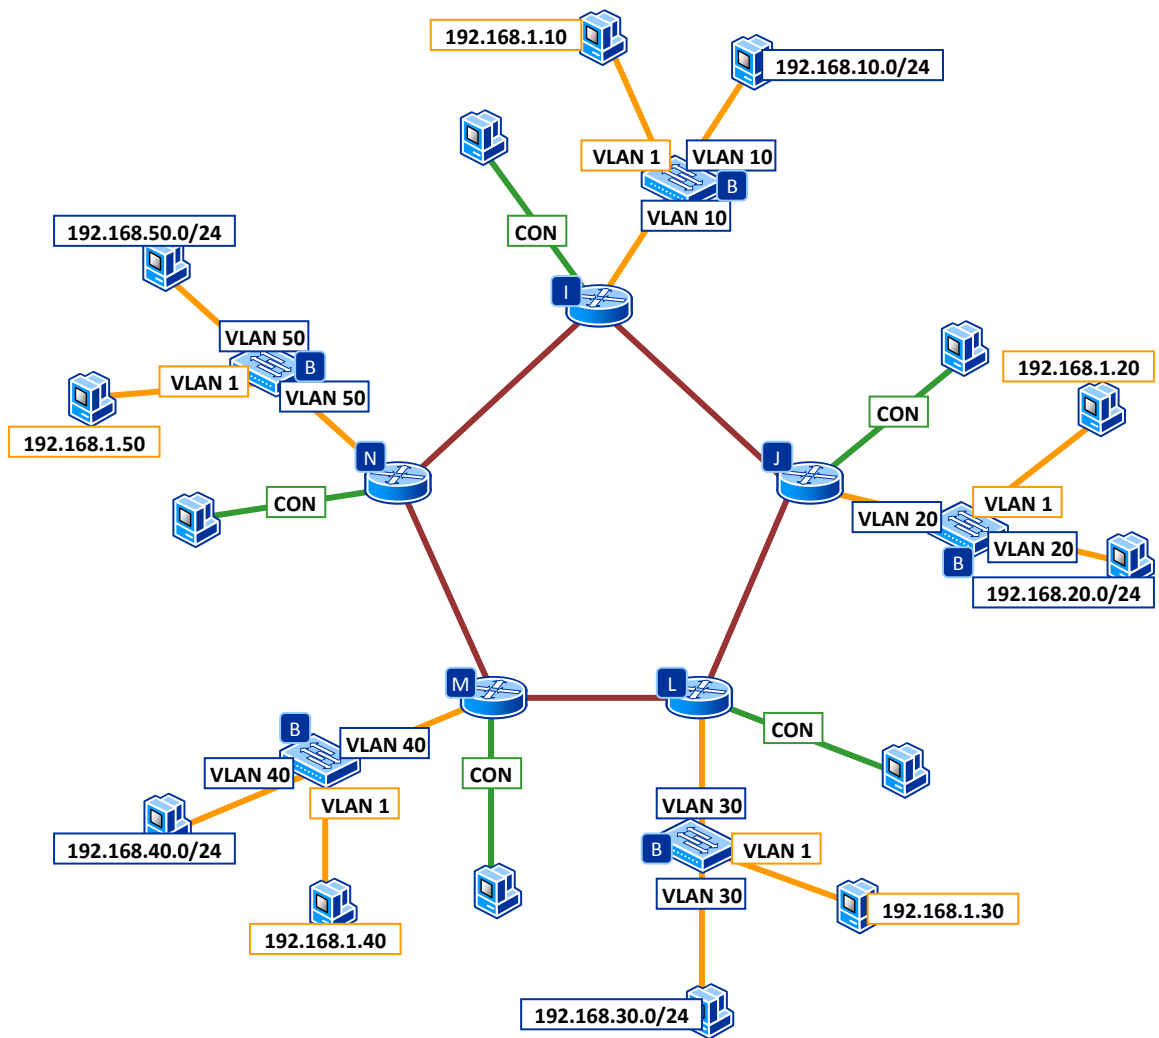 192.168.1.10
192.168.10.0/24
VLAN 1
VLAN 10
B
VLAN 10
CON
I
192.168.50.0/24
VLAN 50
B
VLAN 1
VLAN 50
192.168.1.50
N
CON
192.168.1.20
CON
J
VLAN 1
VLAN 20
VLAN 20
B
192.168.20.0/24
M
L
B
VLAN 40
VLAN 40
CON
CON
VLAN 1
192.168.40.0/24
192.168.1.40
VLAN 30
B
VLAN 1
VLAN 30
192.168.1.30
192.168.30.0/24